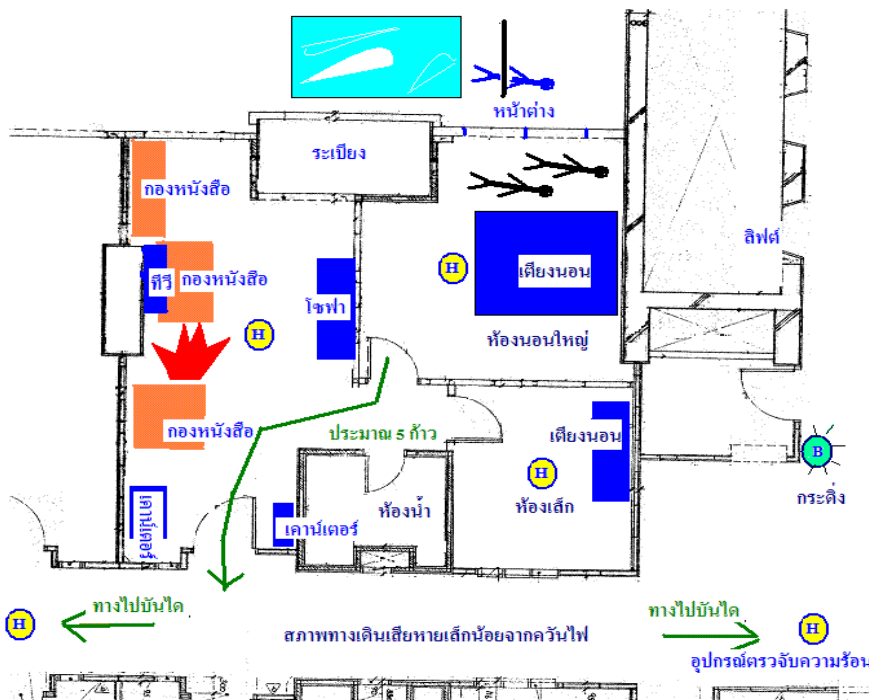 หน้าต่าง
ระเบียง
กองหนังสือ
ลิฟต์
ทีวี
กองหนังสือ
H
เตียงนอน
โซฟา
H
ห้องนอนใหญ่
กองหนังสือ
ประมาณ 5 ก้าว
เตียงนอน
B
H
กระดิ่ง
เคาน์เตอร์
ห้องน้ำ
ห้องเล็ก
เคาน์เตอร์
ทางไปบันได
ทางไปบันได
H
สภาพทางเดินเสียหายเล็กน้อยจากควันไฟ
H
อุปกรณ์ตรวจับความร้อน